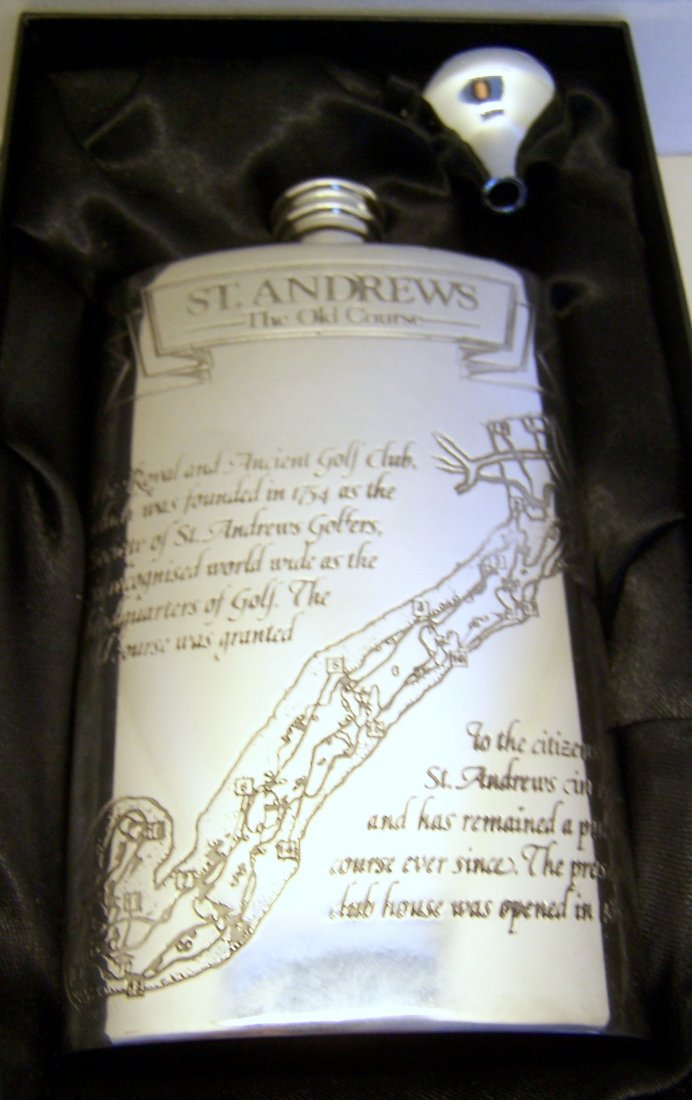 ST. ANDREWS
The Old Course
Royal and Ancient Golf Club,
was founded in 1754 as the
of St. Andrews Golfers,
recognised world wide as the
headquarters of Golf. The
Course was granted
To the citizens
St. Andrews
and has remained a
course ever since. The
club house was opened in